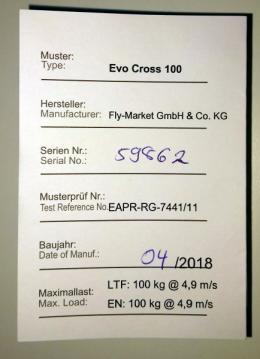 Muster:
Type: Evo Cross 100
Hersteller:
Manufacturer: Fly-Market GmbH & Co. KG
Serien Nr.:
Serial No.: 59862
Musterprüf Nr.:
Test Reference No. EAPR-RG-7441/11
Baujahr:
Date of Manuf.: 04/2018
Maximallast: LTF: 100 kg @ 4,9 m/s
Max. Load: EN: 100 kg @ 4,9 m/s